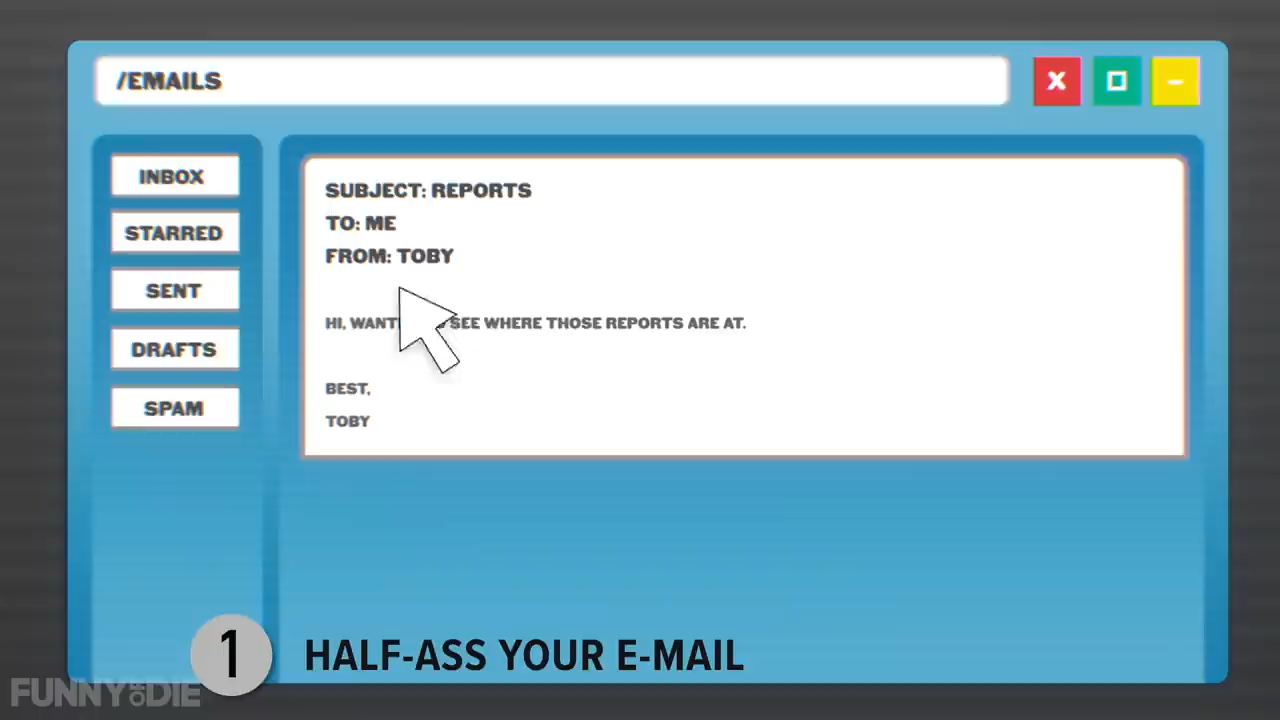 /EMAILS
INBOX
STARRED
SENT
DRAFTS
SPAM
SUBJECT: REPORTS
TO: ME
FROM: TOBY
HI, WANT SEE WHERE THOSE REPORTS ARE AT.
BEST,
TOBY
1 HALF-ASS YOUR E-MAIL
FUNNY OR DIE